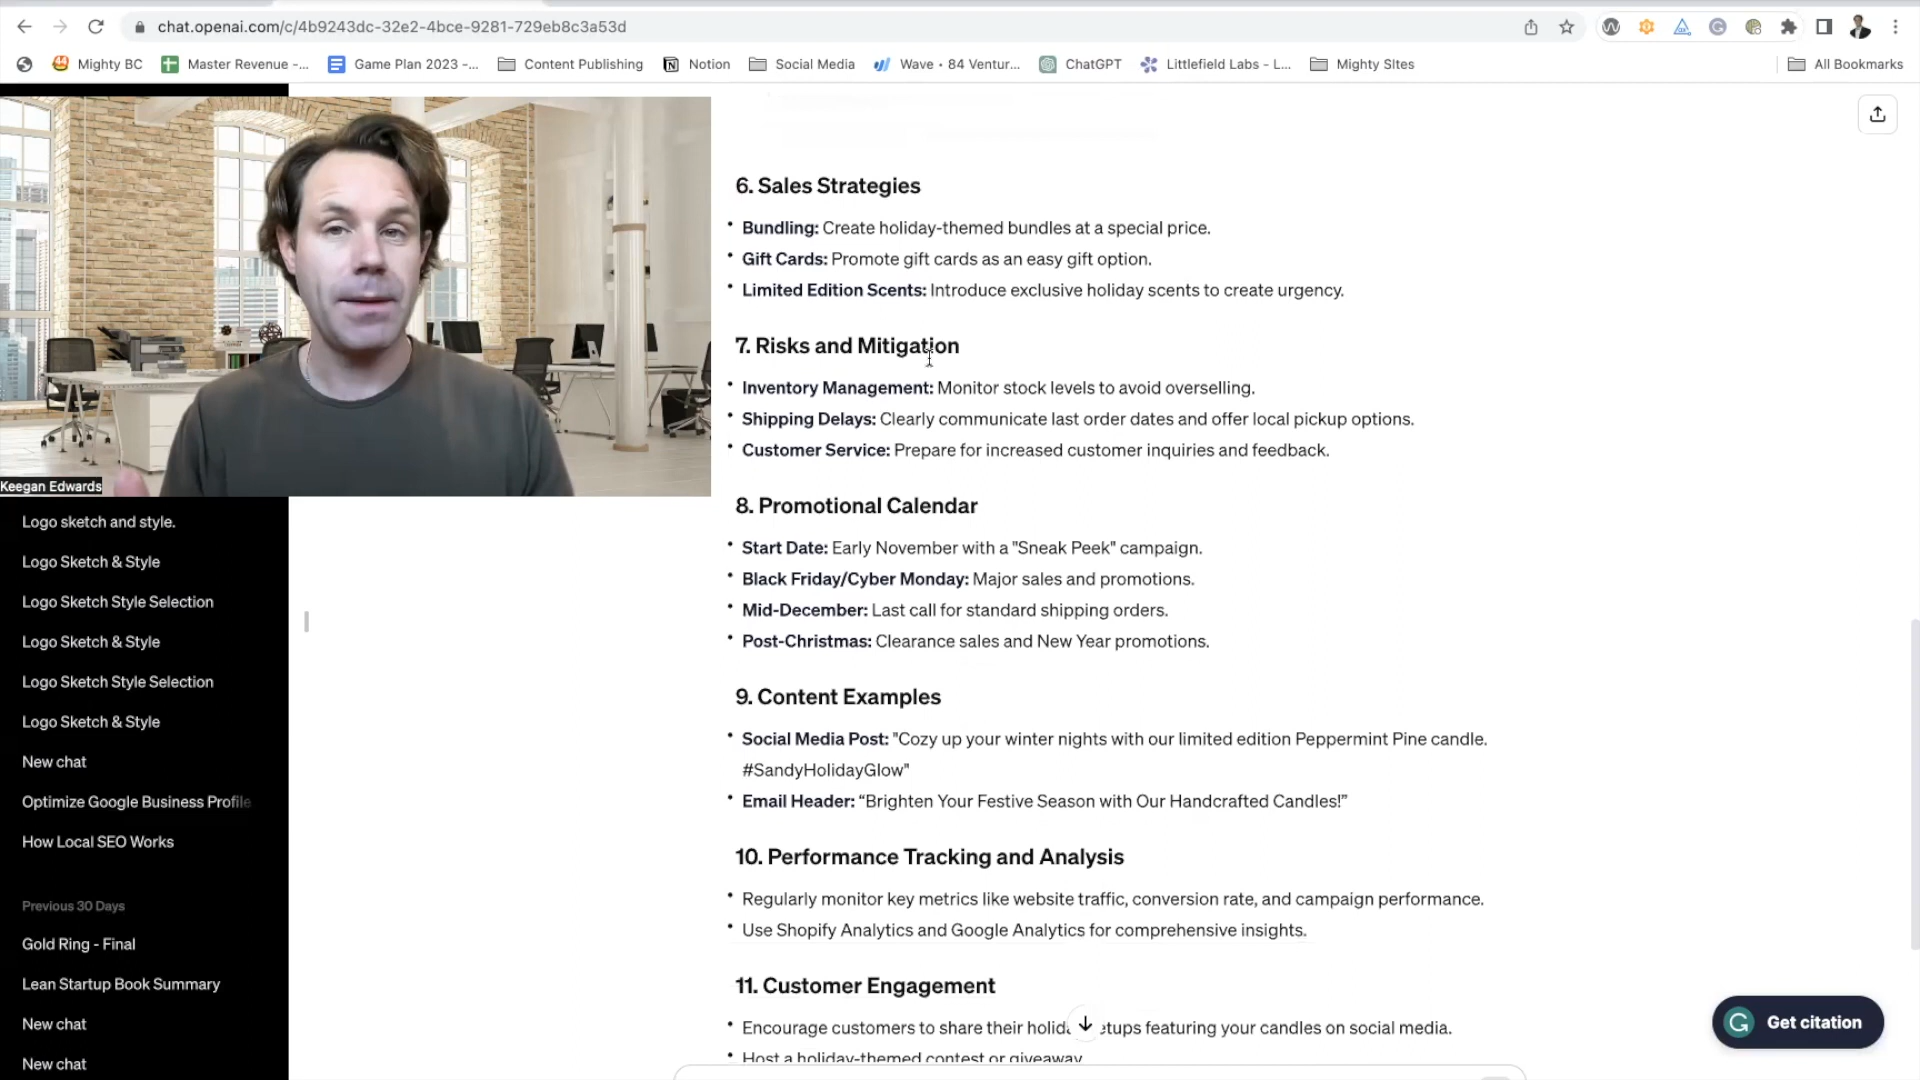 chat.openai.com/c/4b9243dc-32e2-4bce-9281-729eb8c3a53d
Mighty BC
Master Revenue -...
Game Plan 2023 -...
Content Publishing
Notion
Social Media
Wave • 84 Ventur...
ChatGPT
Littlefield Labs - L...
Mighty SItes
All Bookmarks
Keegan Edwards
Logo sketch and style.
Logo Sketch & Style
Logo Sketch Style Selection
Logo Sketch & Style
Logo Sketch Style Selection
Logo Sketch & Style
New chat
Optimize Google Business Profile
How Local SEO Works
Previous 30 Days
Gold Ring - Final
Lean Startup Book Summary
New chat
New chat
6. Sales Strategies
• Bundling: Create holiday-themed bundles at a special price.
• Gift Cards: Promote gift cards as an easy gift option.
• Limited Edition Scents: Introduce exclusive holiday scents to create urgency.
7. Risks and Mitigation
• Inventory Management: Monitor stock levels to avoid overselling.
• Shipping Delays: Clearly communicate last order dates and offer local pickup options.
• Customer Service: Prepare for increased customer inquiries and feedback.
8. Promotional Calendar
• Start Date: Early November with a "Sneak Peek" campaign.
• Black Friday/Cyber Monday: Major sales and promotions.
• Mid-December: Last call for standard shipping orders.
• Post-Christmas: Clearance sales and New Year promotions.
9. Content Examples
• Social Media Post: "Cozy up your winter nights with our limited edition Peppermint Pine candle.
#SandyHolidayGlow"
• Email Header: “Brighten Your Festive Season with Our Handcrafted Candles!”
10. Performance Tracking and Analysis
• Regularly monitor key metrics like website traffic, conversion rate, and campaign performance.
• Use Shopify Analytics and Google Analytics for comprehensive insights.
11. Customer Engagement
• Encourage customers to share their holiday setups featuring your candles on social media.
• Host a holiday-themed contest or giveaway.
Get citation